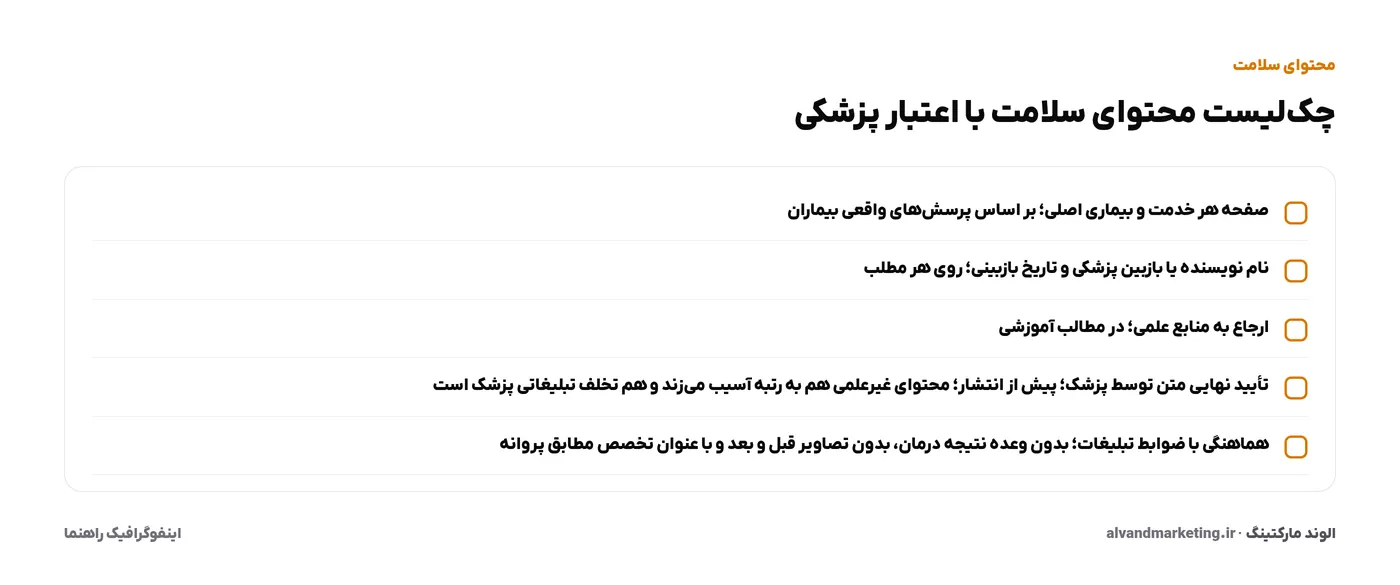 محتوای سلامت
چک‌لیست محتوای سلامت با اعتبار پزشکی
صفحه هر خدمت و بیماری اصلی؛ بر اساس پرسش‌های واقعی بیماران
نام نویسنده یا بازبین پزشکی و تاریخ بازبینی؛ روی هر مطلب
ارجاع به منابع علمی؛ در مطالب آموزشی
تأیید نهایی متن توسط پزشک؛ پیش از انتشار؛ محتوای غیرعلمی هم به رتبه آسیب می‌زند و هم تخلف تبلیغاتی پزشک است
هماهنگی با ضوابط تبلیغات؛ بدون وعده نتیجه درمان، بدون تصاویر قبل و بعد و با عنوان تخصص مطابق پروانه
الوند مارکتینگ · alvandmarketing.ir
اینفوگرافیک راهنما